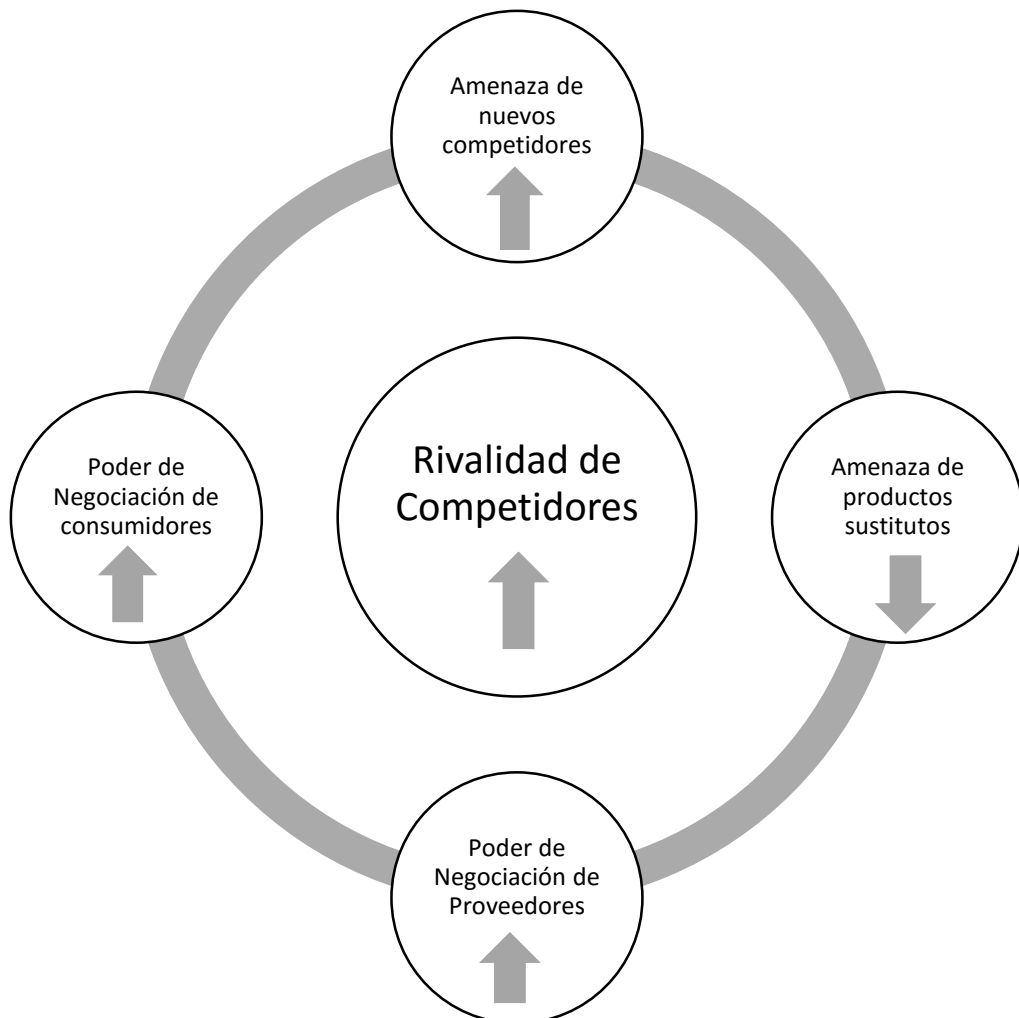 Amenaza de
nuevos
competidores
Poder de
Negociación de
consumidores
Rivalidad de
Competidores
Amenaza de
productos
sustitutos
Poder de
Negociación de
Proveedores